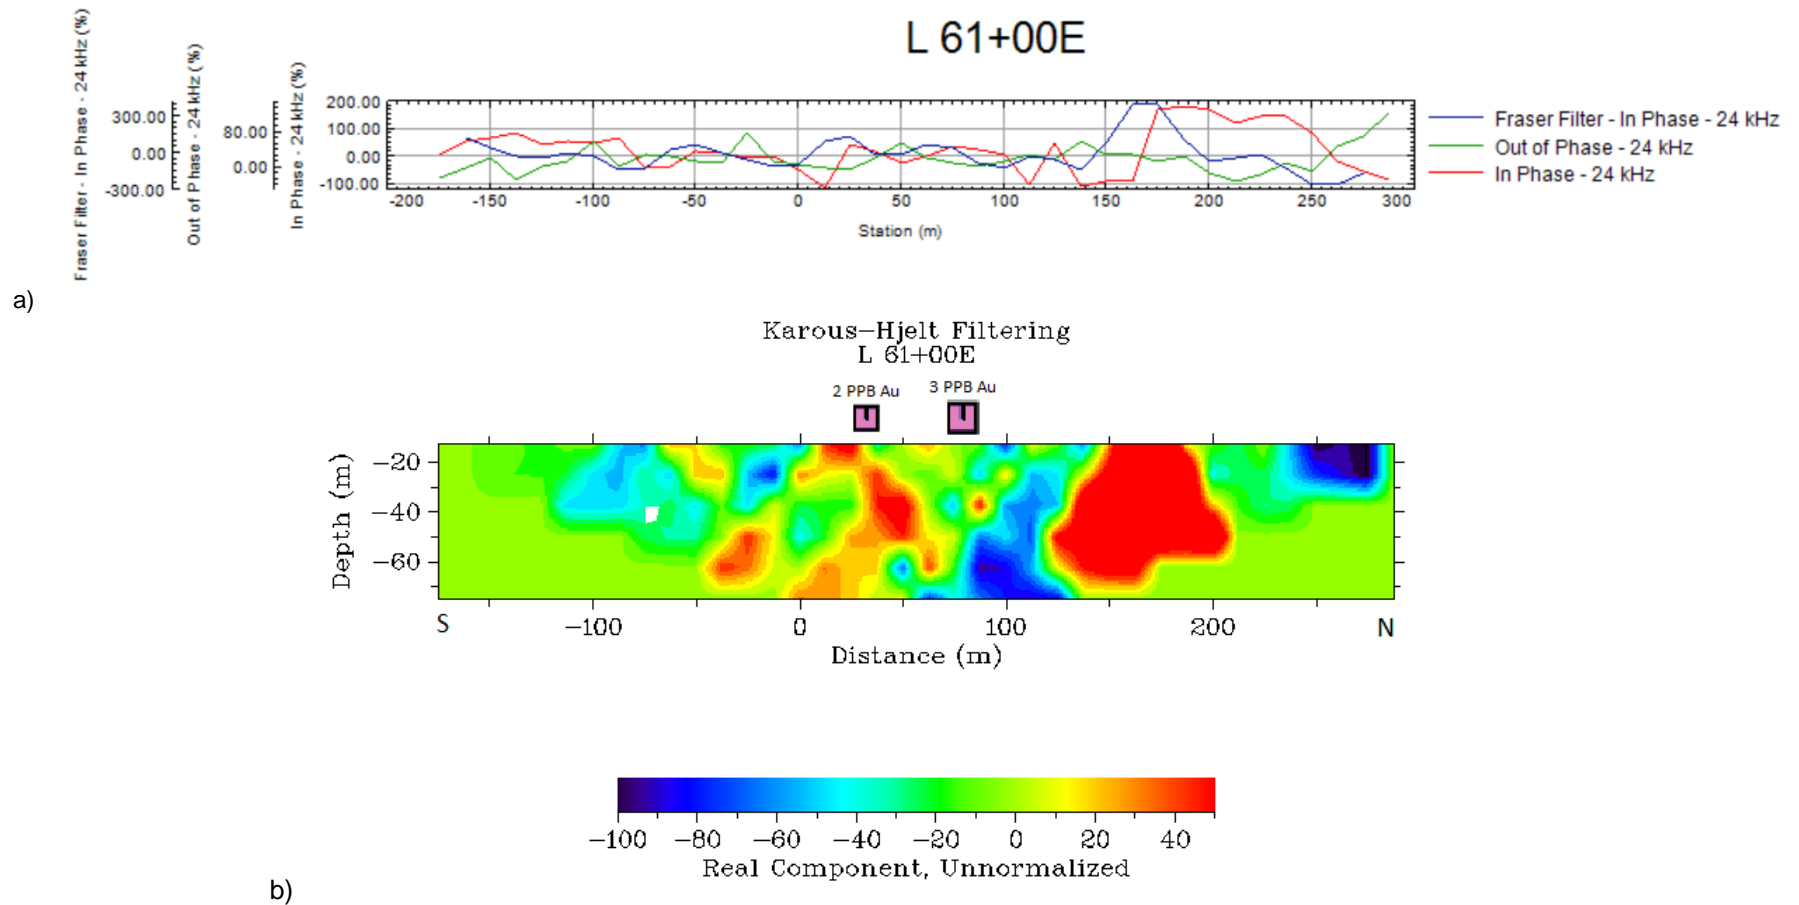 L 61+00E
Fraser Filter - In Phase - 24 kHz (%)
Out of Phase - 24 kHz (%)
In Phase - 24 kHz (%)
300.00
0.00
-300.00
80.00
0.00
200.00
100.00
0.00
-100.00
-200 -150 -100 -50 0 50 100 150 200 250 300
Station (m)
Fraser Filter - In Phase - 24 kHz
Out of Phase - 24 kHz
In Phase - 24 kHz
a)
Karous-Hjelt Filtering
L 61+00E
2 PPB Au 3 PPB Au
Depth (m)
-20
-40
-60
S -100 0 100 200 N
Distance (m)
-100 -80 -60 -40 -20 0 20 40
Real Component, Unnormalized
b)